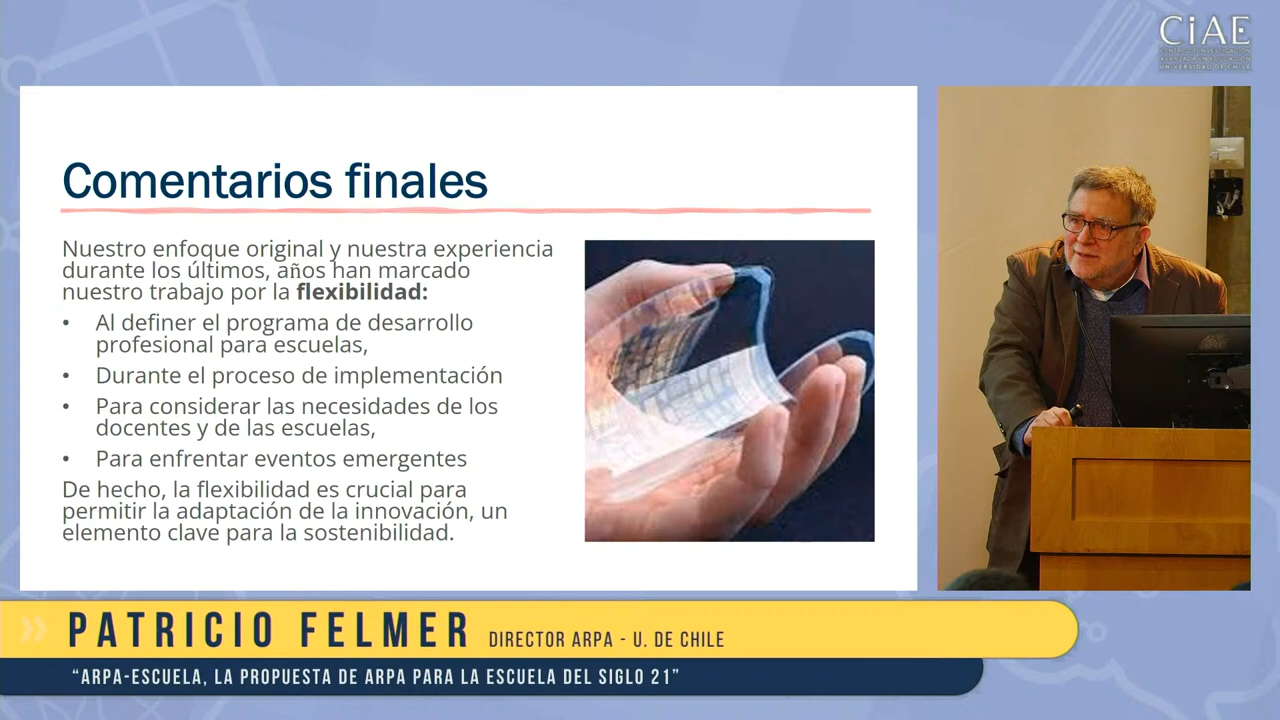 CiAE
UNIVERSIDAD DE CHILE
Comentarios finales
Nuestro enfoque original y nuestra experiencia
durante los últimos, años han marcado
nuestro trabajo por la flexibilidad:
• Al definer el programa de desarrollo
profesional para escuelas,
• Durante el proceso de implementación
• Para considerar las necesidades de los
docentes y de las escuelas,
• Para enfrentar eventos emergentes
De hecho, la flexibilidad es crucial para
permitir la adaptación de la innovación, un
elemento clave para la sostenibilidad.
PATRICIO FELMER DIRECTOR ARPA - U. DE CHILE
“ARPA-ESCUELA, LA PROPUESTA DE ARPA PARA LA ESCUELA DEL SIGLO 21”